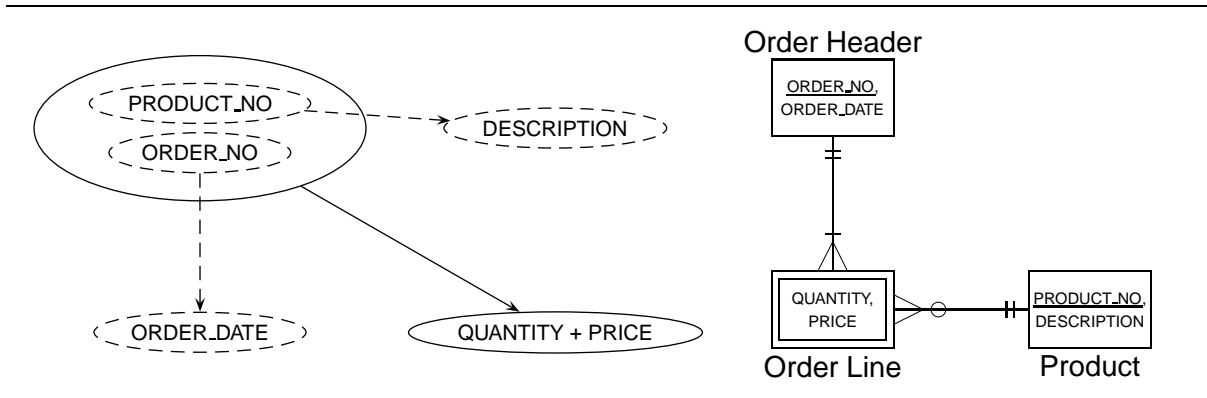 PRODUCT_NO
ORDER_NO
DESCRIPTION
ORDER_DATE
QUANTITY + PRICE
Order Header
ORDER_NO,
ORDER_DATE
QUANTITY,
PRICE
Order Line
PRODUCT_NO,
DESCRIPTION
Product